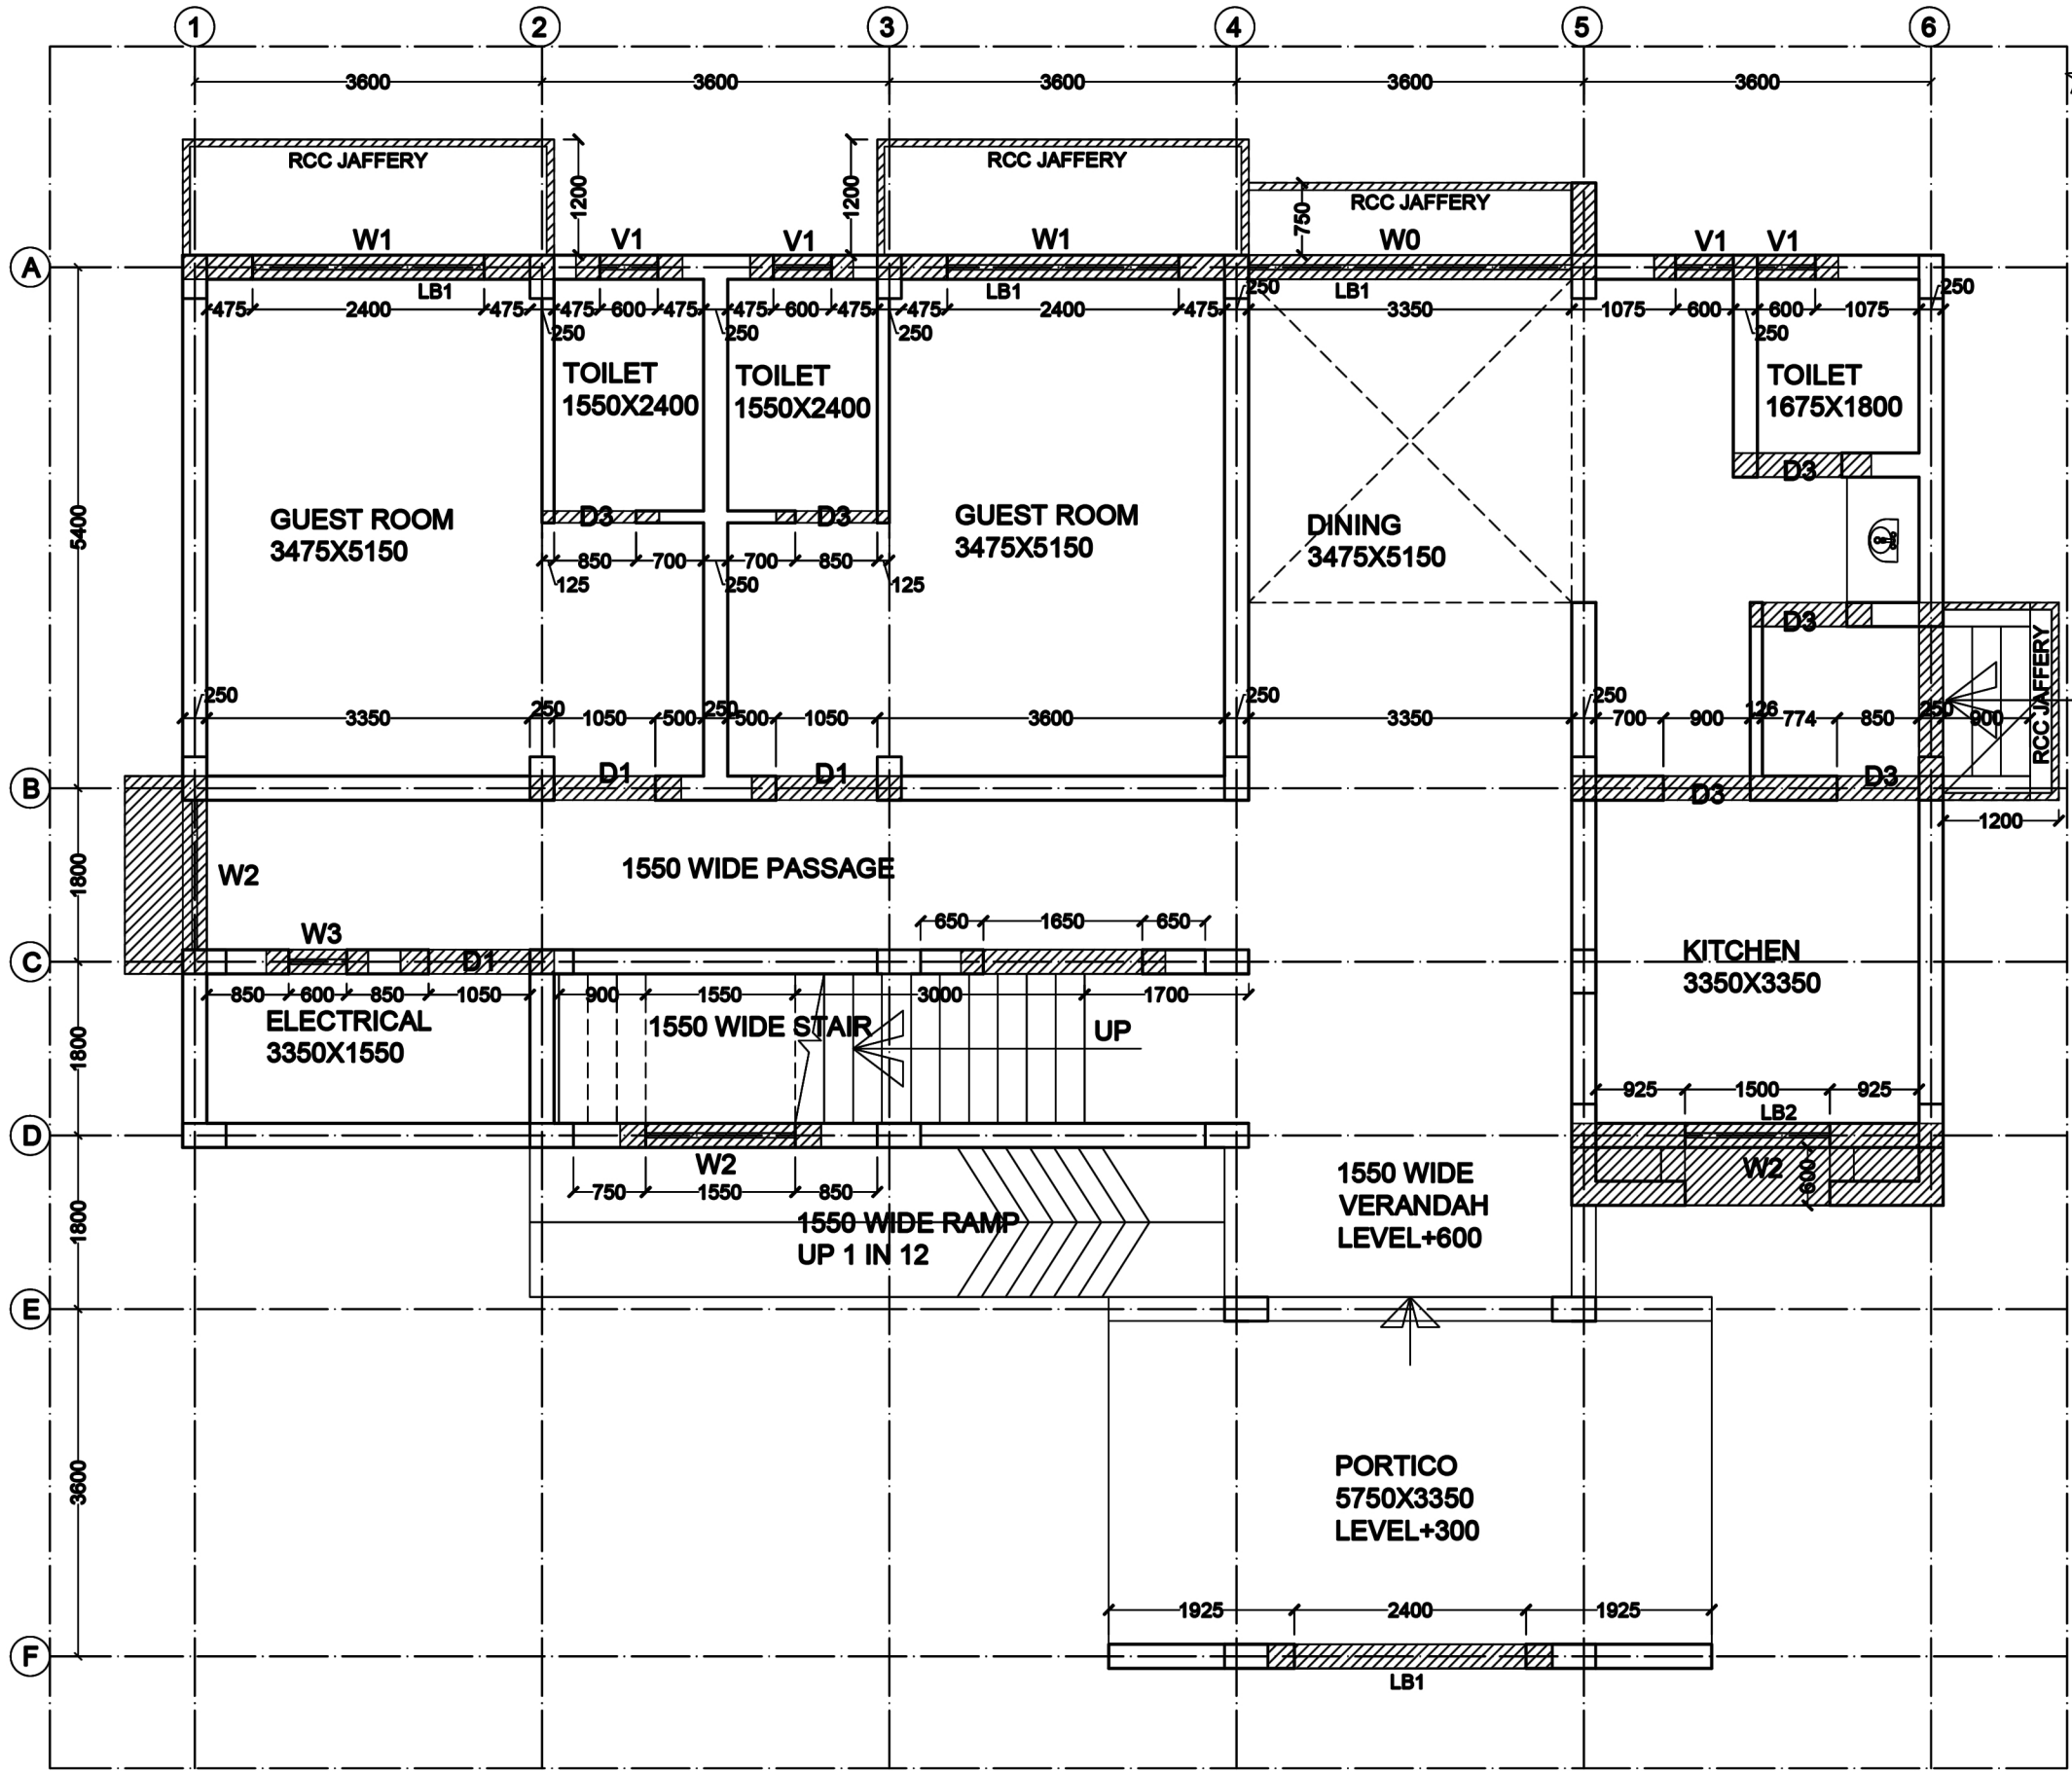 1 2 3 4 5 6
3600 3600 3600 3600 3600
RCC JAFFERY RCC JAFFERY
1200 1200 750 RCC JAFFERY
W1 V1 V1 W1 W0 V1 V1
A
LB1 LB1 LB1 250
475 2400 475 475 600 475 475 600 475 475 2400 475 3350 1075 600 600 1075
250 250 250 250 250
TOILET TOILET TOILET
1550X2400 1550X2400 1675X1800
D3
GUEST ROOM D3 D3 GUEST ROOM DINING
3475X5150 3475X5150 3475X5150
5400
850 700 700 850
125 250 125
D3
RCC JAFFERY
250 250 250 250 250
3350 1050 500 500 1050 3600 3350 700 900 126 774 850 250 900
D1 D1 D3
B
D3
1200
1800
W2 1550 WIDE PASSAGE
650 1650 650
W3
KITCHEN
3350X3350
C
D1
850 600 850 1050 900 1550 3000 1700
ELECTRICAL
3350X1550
1550 WIDE STAIR UP
1800
925 1500 925
LB2
D
W2 W2 600
750 1550 850
1550 WIDE
VERANDAH
LEVEL+600
1800
1550 WIDE RAMP
UP 1 IN 12
E
3600
PORTICO
5750X3350
LEVEL+300
1925 2400 1925
F
LB1